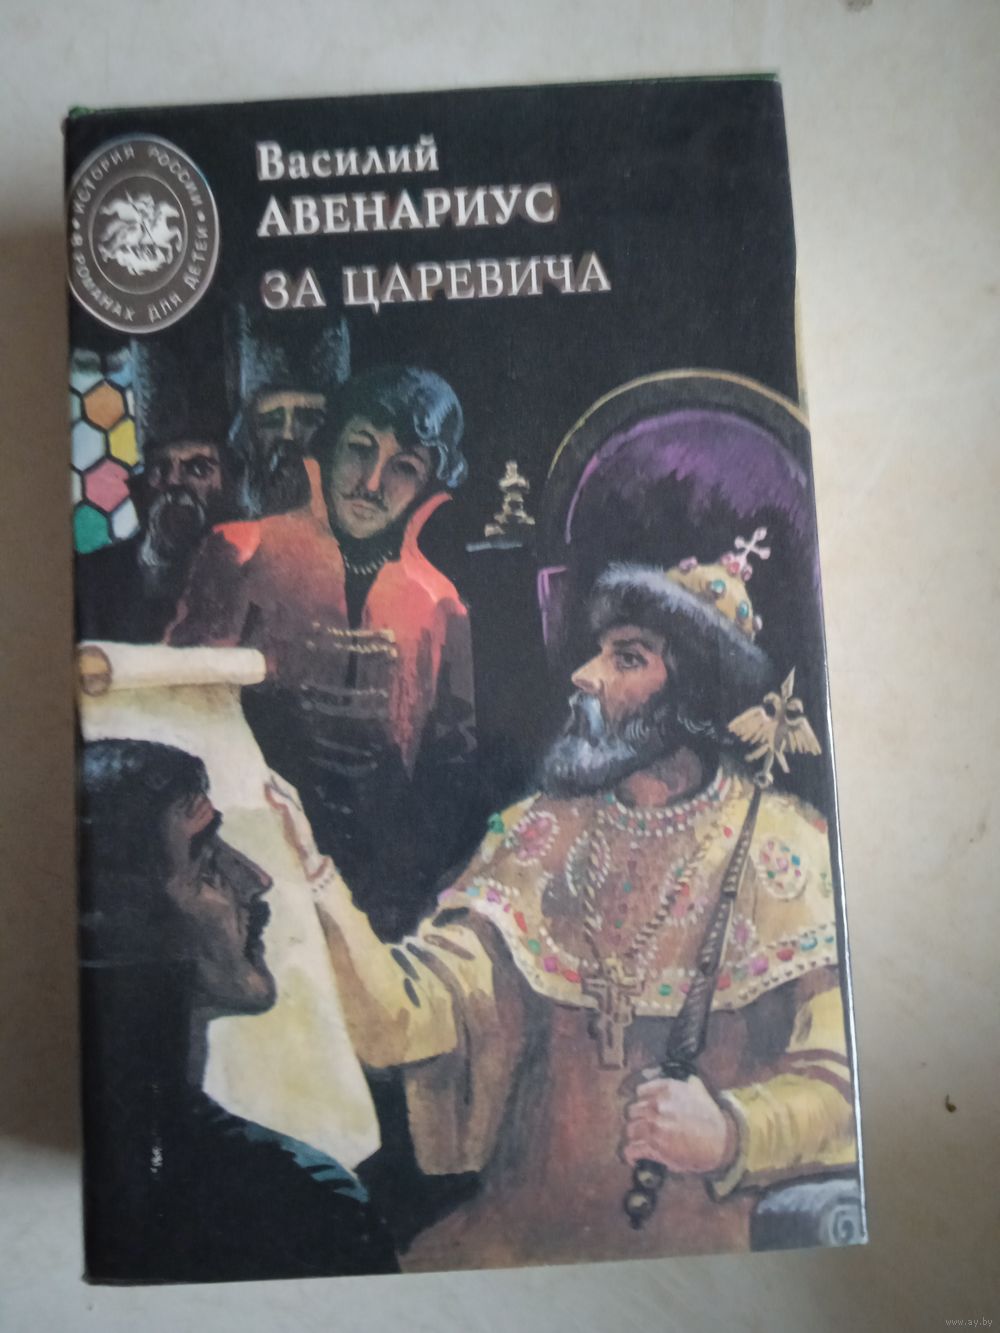 Василий
АВЕНАРИУС
ЗА ЦАРЕВИЧА
• ИСТОРИЯ РОССИИ •
В РОМАНАХ ДЛЯ ДЕТЕЙ
www.ay.by